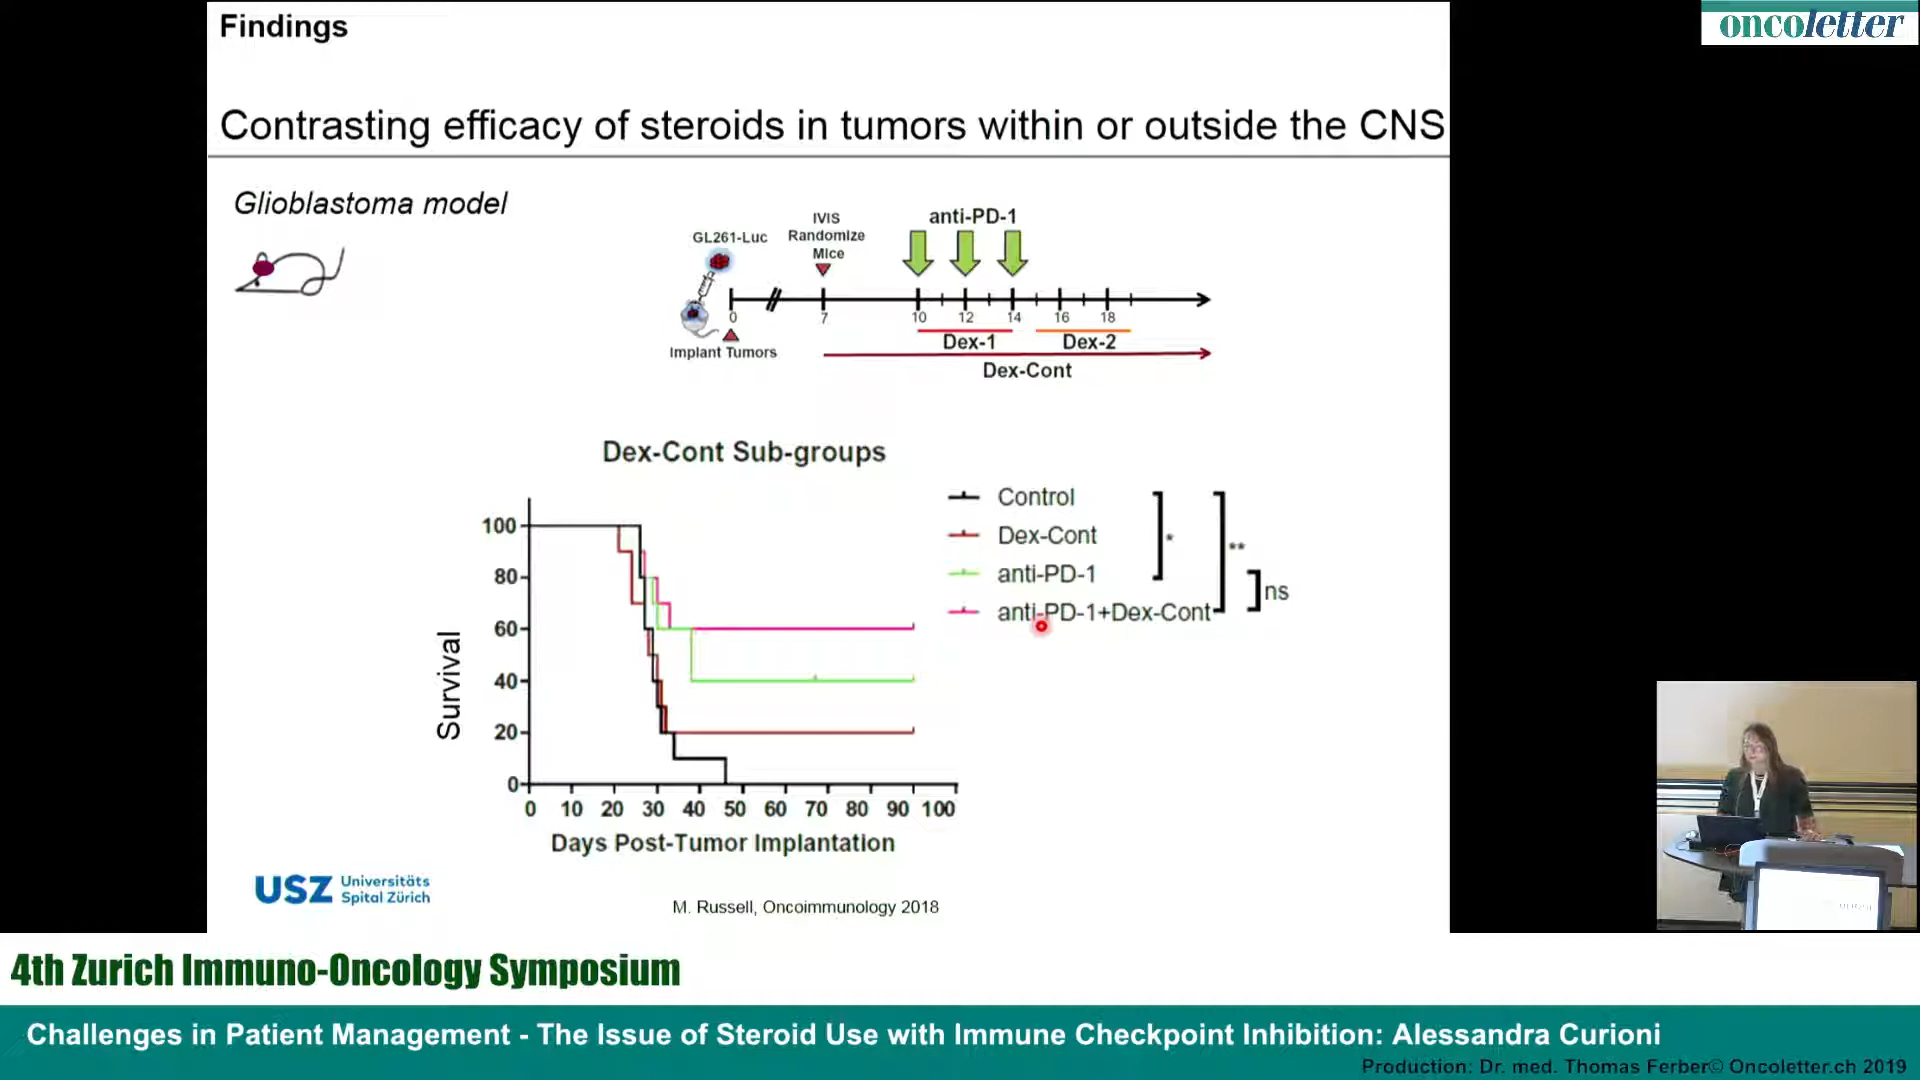 Findings
oncoletter
Contrasting efficacy of steroids in tumors within or outside the CNS
Glioblastoma model
GL261-Luc
IVIS
Randomize
Mice
anti-PD-1
0
7
10
12
14
16
18
Implant Tumors
Dex-1
Dex-2
Dex-Cont
Dex-Cont Sub-groups
Survival
100
80
60
40
20
0
0 10 20 30 40 50 60 70 80 90 100
Days Post-Tumor Implantation
Control
Dex-Cont
anti-PD-1
anti-PD-1+Dex-Cont
*
**
ns
USZ Universitäts
Spital Zürich
M. Russell, Oncoimmunology 2018
4th Zurich Immuno-Oncology Symposium
Challenges in Patient Management - The Issue of Steroid Use with Immune Checkpoint Inhibition: Alessandra Curioni
Production: Dr. med. Thomas Ferber© Oncoletter.ch 2019